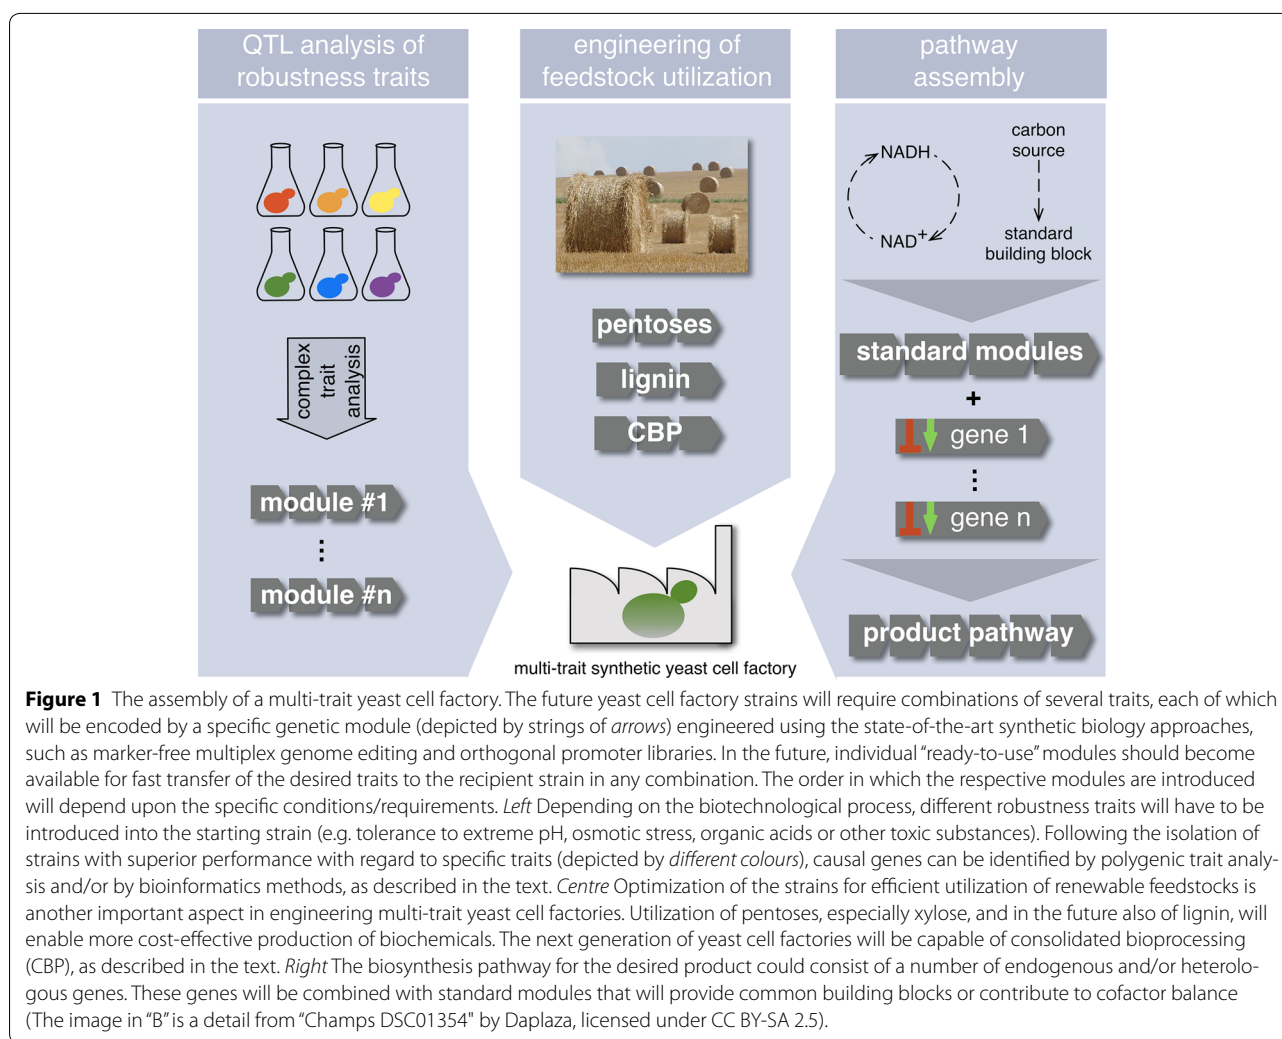 QTL analysis of
robustness traits
engineering of
feedstock utilization
pathway
assembly
complex
trait
analysis
module #1
⋮
module #n
pentoses
lignin
CBP
NADH
NAD+
carbon
source
standard
building block
standard modules
+
gene 1
⋮
gene n
product pathway
multi-trait synthetic yeast cell factory
Figure 1 The assembly of a multi-trait yeast cell factory. The future yeast cell factory strains will require combinations of several traits, each of which
will be encoded by a specific genetic module (depicted by strings of arrows) engineered using the state-of-the-art synthetic biology approaches,
such as marker-free multiplex genome editing and orthogonal promoter libraries. In the future, individual “ready-to-use” modules should become
available for fast transfer of the desired traits to the recipient strain in any combination. The order in which the respective modules are introduced
will depend upon the specific conditions/requirements. Left Depending on the biotechnological process, different robustness traits will have to be
introduced into the starting strain (e.g. tolerance to extreme pH, osmotic stress, organic acids or other toxic substances). Following the isolation of
strains with superior performance with regard to specific traits (depicted by different colours), causal genes can be identified by polygenic trait analy-
sis and/or by bioinformatics methods, as described in the text. Centre Optimization of the strains for efficient utilization of renewable feedstocks is
another important aspect in engineering multi-trait yeast cell factories. Utilization of pentoses, especially xylose, and in the future also of lignin, will
enable more cost-effective production of biochemicals. The next generation of yeast cell factories will be capable of consolidated bioprocessing
(CBP), as described in the text. Right The biosynthesis pathway for the desired product could consist of a number of endogenous and/or heterolo-
gous genes. These genes will be combined with standard modules that will provide common building blocks or contribute to cofactor balance
(The image in “B” is a detail from “Champs DSC01354" by Daplaza, licensed under CC BY-SA 2.5).